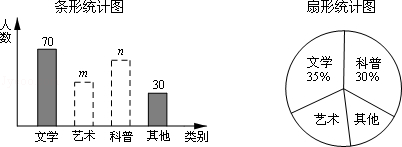 条形统计图
人数
70
m
n
30
文学 艺术 科普 其他 类别
扇形统计图
文学
35%
科普
30%
艺术
其他